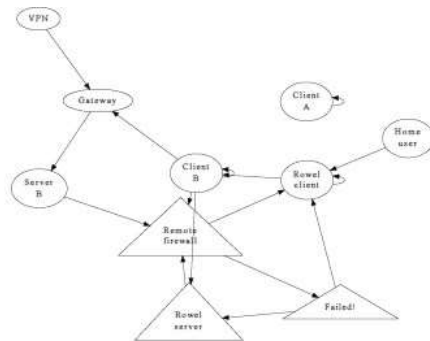 VPN
Gateway
Client
A
Home
user
Client
B
Rowel
client
Server
B
Remote
firewall
Rowel
server
Failed!